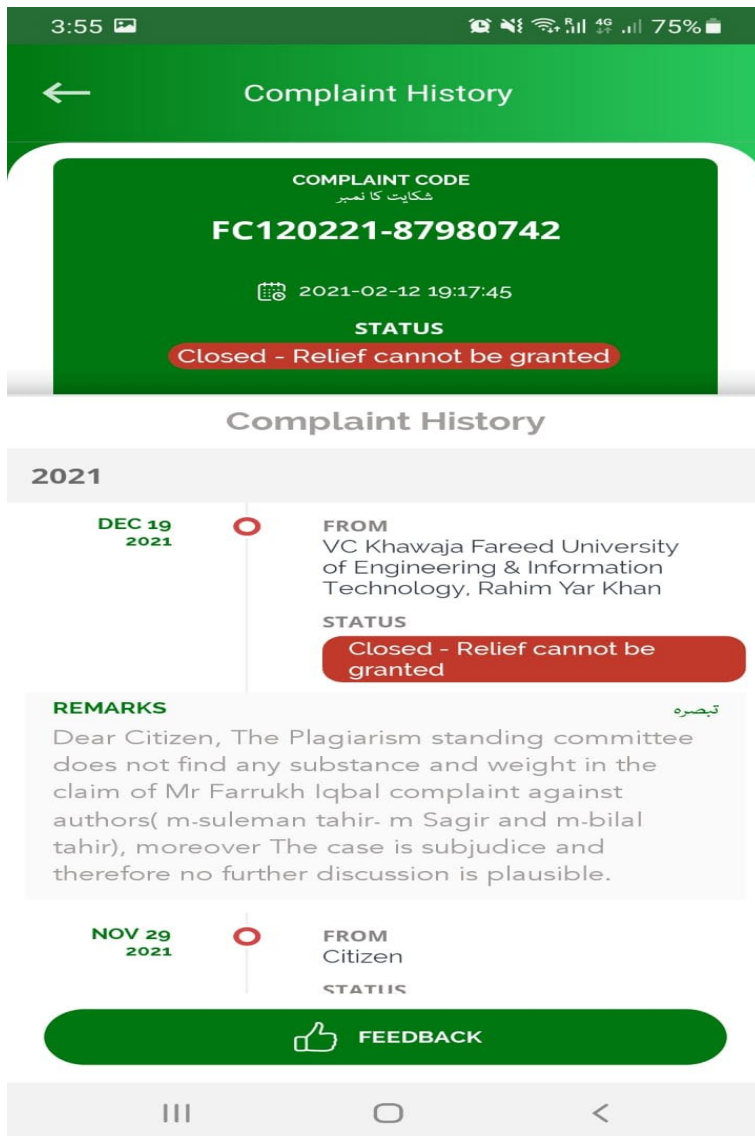 3:55 4G 75%
Complaint History
COMPLAINT CODE
شکایت کا نمبر
FC120221-87980742
2021-02-12 19:17:45
STATUS
Closed - Relief cannot be granted
Complaint History
2021
DEC 19
2021
FROM
VC Khawaja Fareed University
of Engineering & Information
Technology, Rahim Yar Khan
STATUS
Closed - Relief cannot be
granted
REMARKS تبصره
Dear Citizen, The Plagiarism standing committee
does not find any substance and weight in the
claim of Mr Farrukh Iqbal complaint against
authors( m-suleman tahir- m Sagir and m-bilal
tahir), moreover The case is subjudice and
therefore no further discussion is plausible.
NOV 29
2021
FROM
Citizen
STATUS
FEEDBACK